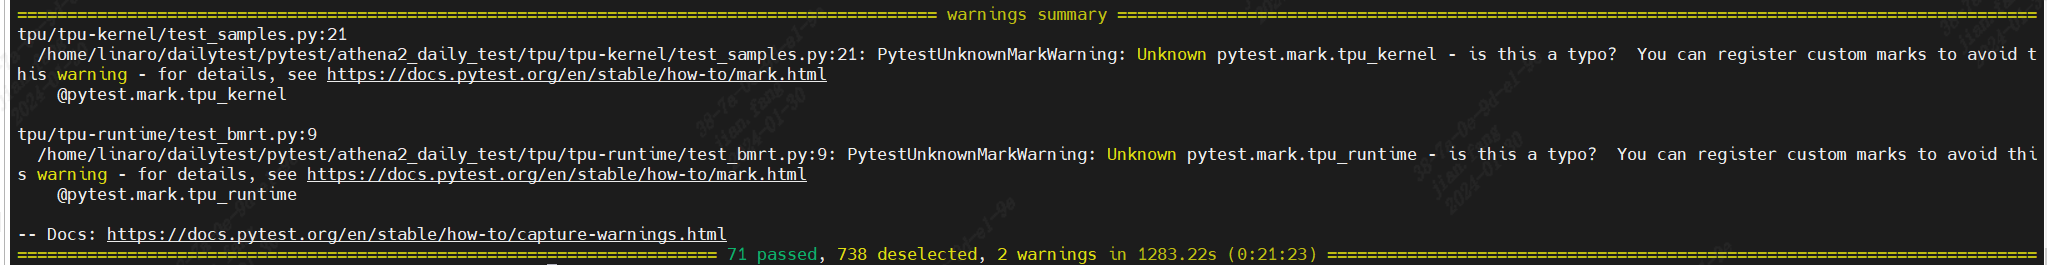 ============================================================================================ warnings summary ============================================================================================
tpu/tpu-kernel/test_samples.py:21
  /home/linaro/dailytest/pytest/athena2_daily_test/tpu/tpu-kernel/test_samples.py:21: PytestUnknownMarkWarning: Unknown pytest.mark.tpu_kernel - is this a typo?  You can register custom marks to avoid t
his warning - for details, see https://docs.pytest.org/en/stable/how-to/mark.html
    @pytest.mark.tpu_kernel

tpu/tpu-runtime/test_bmrt.py:9
  /home/linaro/dailytest/pytest/athena2_daily_test/tpu/tpu-runtime/test_bmrt.py:9: PytestUnknownMarkWarning: Unknown pytest.mark.tpu_runtime - is this a typo?  You can register custom marks to avoid thi
s warning - for details, see https://docs.pytest.org/en/stable/how-to/mark.html
    @pytest.mark.tpu_runtime

-- Docs: https://docs.pytest.org/en/stable/how-to/capture-warnings.html
====================================================================== 71 passed, 738 deselected, 2 warnings in 1283.22s (0:21:23) =======================================================================